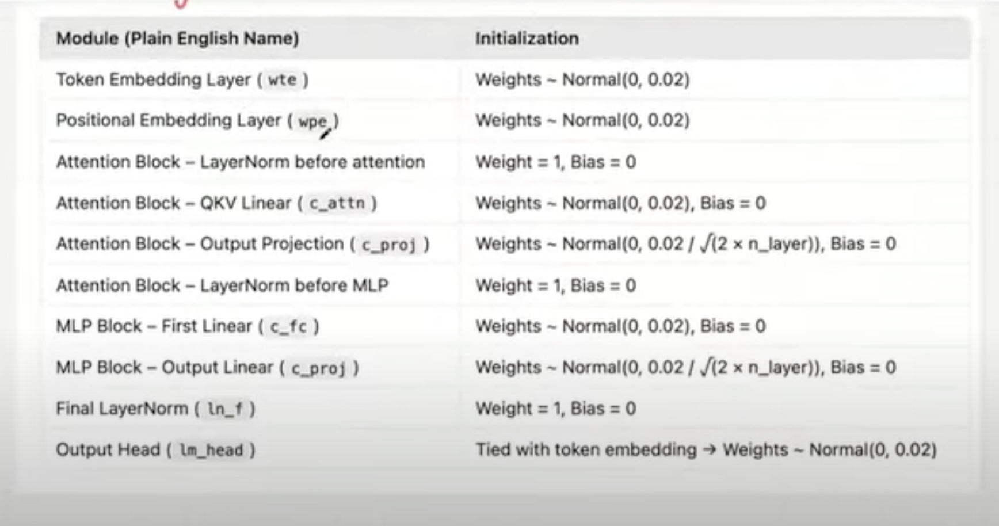 Module (Plain English Name) Initialization
Token Embedding Layer ( wte ) Weights ~ Normal(0, 0.02)
Positional Embedding Layer ( wpe ) Weights ~ Normal(0, 0.02)
Attention Block – LayerNorm before attention Weight = 1, Bias = 0
Attention Block – QKV Linear ( c_attn ) Weights ~ Normal(0, 0.02), Bias = 0
Attention Block – Output Projection ( c_proj ) Weights ~ Normal(0, 0.02 / √(2 × n_layer)), Bias = 0
Attention Block – LayerNorm before MLP Weight = 1, Bias = 0
MLP Block – First Linear ( c_fc ) Weights ~ Normal(0, 0.02), Bias = 0
MLP Block – Output Linear ( c_proj ) Weights ~ Normal(0, 0.02 / √(2 × n_layer)), Bias = 0
Final LayerNorm ( ln_f ) Weight = 1, Bias = 0
Output Head ( lm_head ) Tied with token embedding → Weights ~ Normal(0, 0.02)